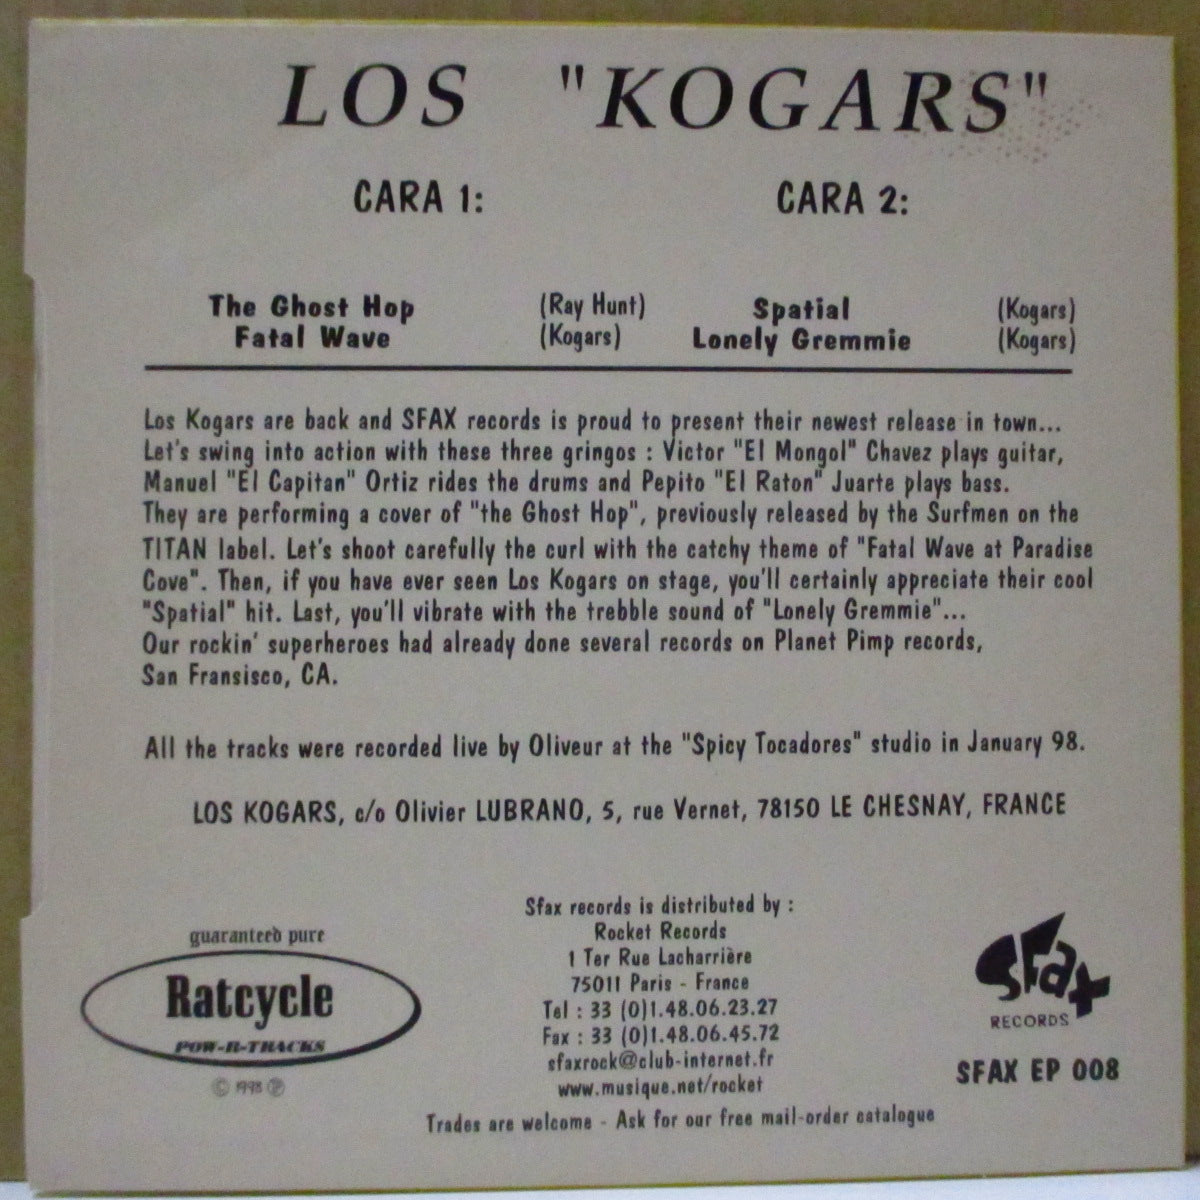 LOS "KOGARS"
CARA 1: CARA 2:
The Ghost Hop (Ray Hunt) Spatial (Kogars)
Fatal Wave (Kogars) Lonely Gremmie (Kogars)
Los Kogars are back and SFAX records is proud to present their newest release in town...
Let's swing into action with these three gringos : Victor "El Mongol" Chavez plays guitar,
Manuel "El Capitan" Ortiz rides the drums and Pepito "El Raton" Juarte plays bass.
They are performing a cover of "the Ghost Hop", previously released by the Surfmen on the
TITAN label. Let's shoot carefully the curl with the catchy theme of "Fatal Wave at Paradise
Cove". Then, if you have ever seen Los Kogars on stage, you'll certainly appreciate their cool
"Spatial" hit. Last, you'll vibrate with the trebble sound of "Lonely Gremmie"...
Our rockin' superheroes had already done several records on Planet Pimp records,
San Fransisco, CA.
All the tracks were recorded live by Oliveur at the "Spicy Tocadores" studio in January 98.
LOS KOGARS, c/o Olivier LUBRANO, 5, rue Vernet, 78150 LE CHESNAY, FRANCE
guaranteed pure
Ratcycle
POW-R-TRACKS
© 1998 ℗
Sfax records is distributed by :
Rocket Records
1 Ter Rue Lacharrière
75011 Paris - France
Tel : 33 (0)1.48.06.23.27
Fax : 33 (0)1.48.06.45.72
sfaxrock@club-internet.fr
www.musique.net/rocket
Trades are welcome - Ask for our free mail-order catalogue
sfax
RECORDS
SFAX EP 008